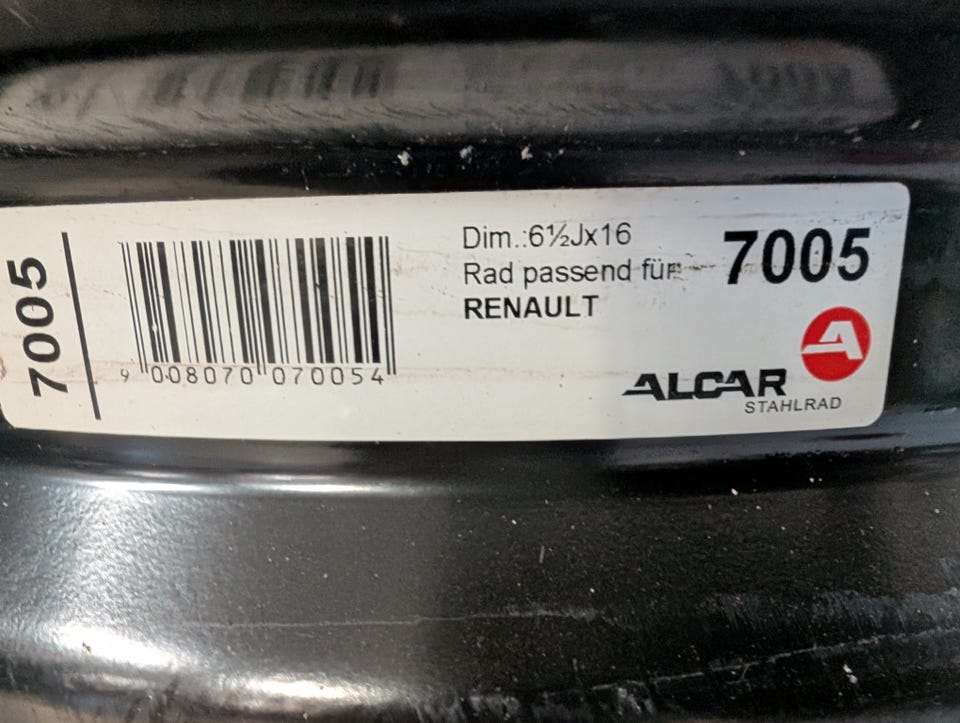 7005
9 008070 070054
Dim.:6½Jx16
Rad passend für
RENAULT
7005
A
ALCAR
STAHLRAD